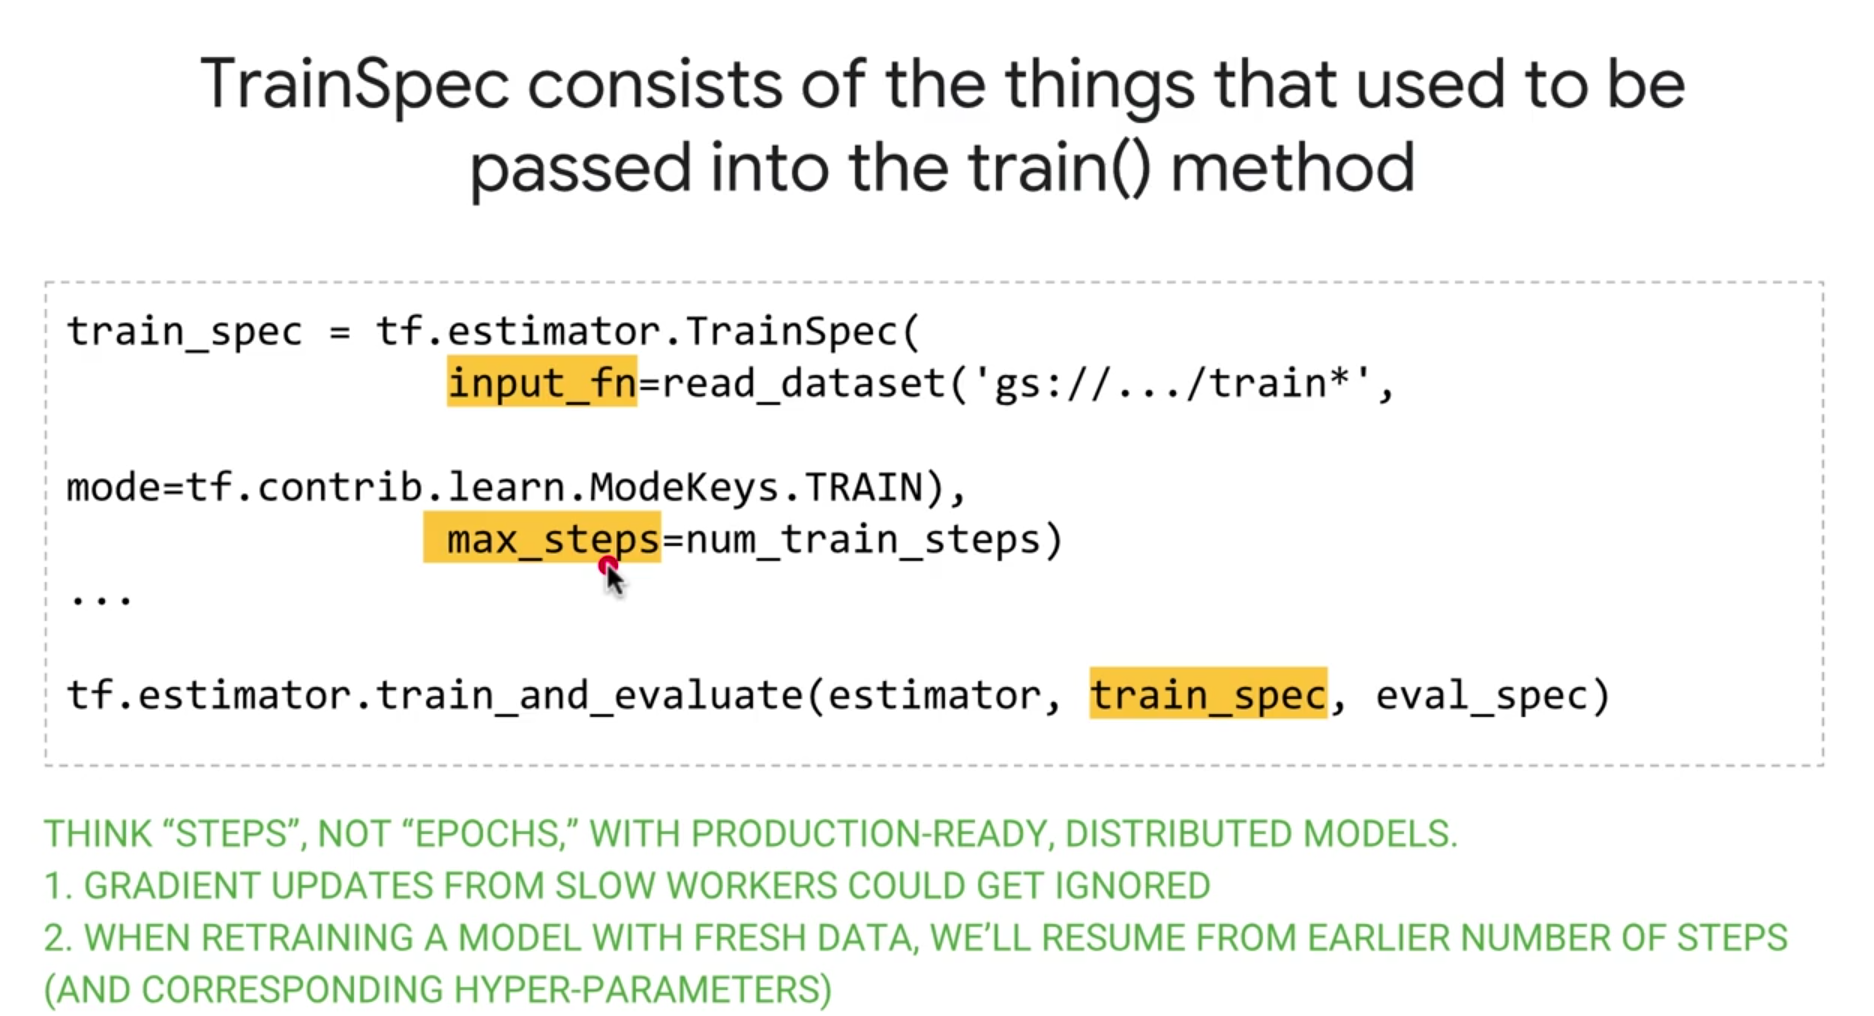 TrainSpec consists of the things that used to be
passed into the train() method
train_spec = tf.estimator.TrainSpec(
input_fn=read_dataset('gs://.../train*',
mode=tf.contrib.learn.ModeKeys.TRAIN),
max_steps=num_train_steps)
...
tf.estimator.train_and_evaluate(estimator, train_spec, eval_spec)
THINK “STEPS”, NOT “EPOCHS,” WITH PRODUCTION-READY, DISTRIBUTED MODELS.
1. GRADIENT UPDATES FROM SLOW WORKERS COULD GET IGNORED
2. WHEN RETRAINING A MODEL WITH FRESH DATA, WE’LL RESUME FROM EARLIER NUMBER OF STEPS
(AND CORRESPONDING HYPER-PARAMETERS)